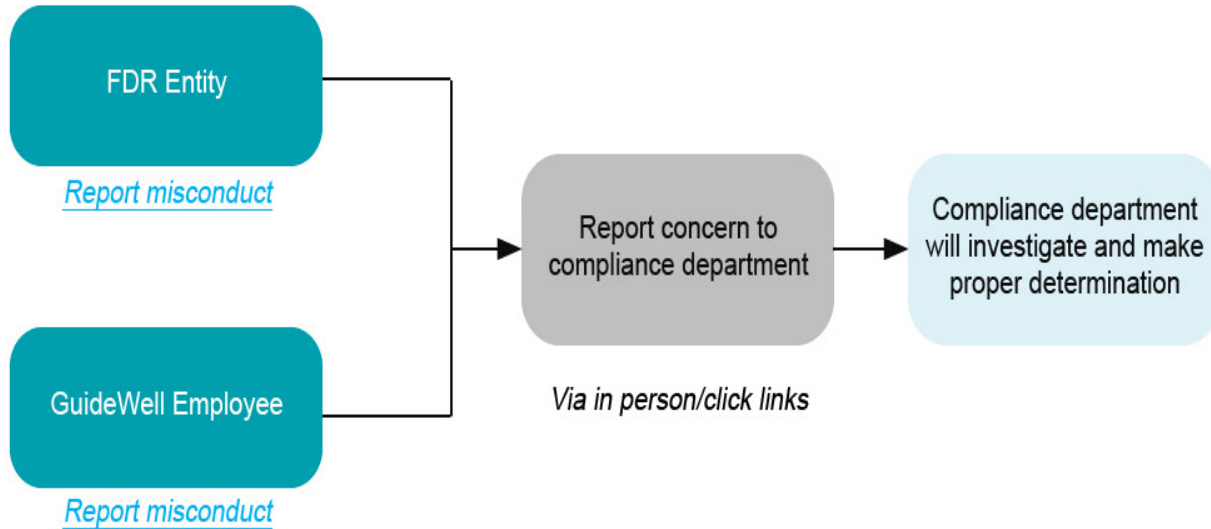 FDR Entity
Report misconduct
GuideWell Employee
Report misconduct
Report concern to
compliance department
Via in person/click links
Compliance department
will investigate and make
proper determination